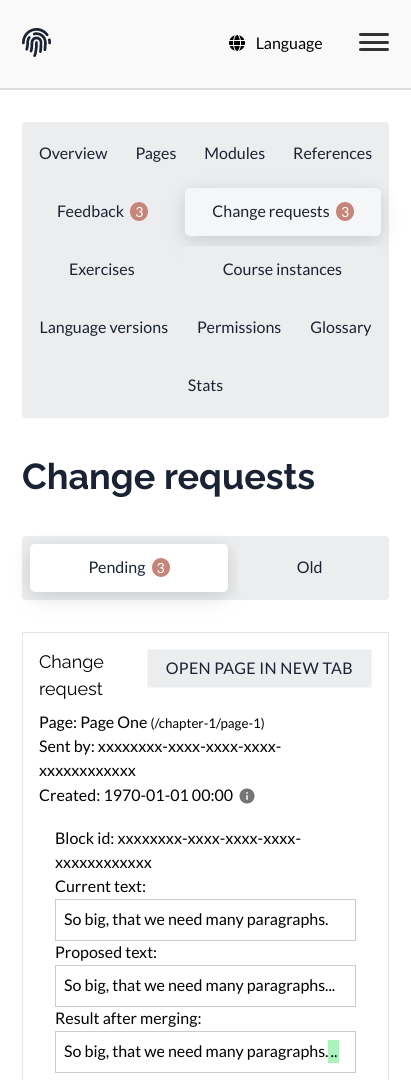 Language
Overview Pages Modules References
Feedback 3 Change requests 3
Exercises Course instances
Language versions Permissions Glossary
Stats
Change requests
Pending 3 Old
Change
request
OPEN PAGE IN NEW TAB
Page: Page One (/chapter-1/page-1)
Sent by: xxxxxxxx-xxxx-xxxx-xxxx-
xxxxxxxxxxxx
Created: 1970-01-01 00:00
Block id: xxxxxxxx-xxxx-xxxx-xxxx-
xxxxxxxxxxxx
Current text:
So big, that we need many paragraphs.
Proposed text:
So big, that we need many paragraphs...
Result after merging:
So big, that we need many paragraphs...